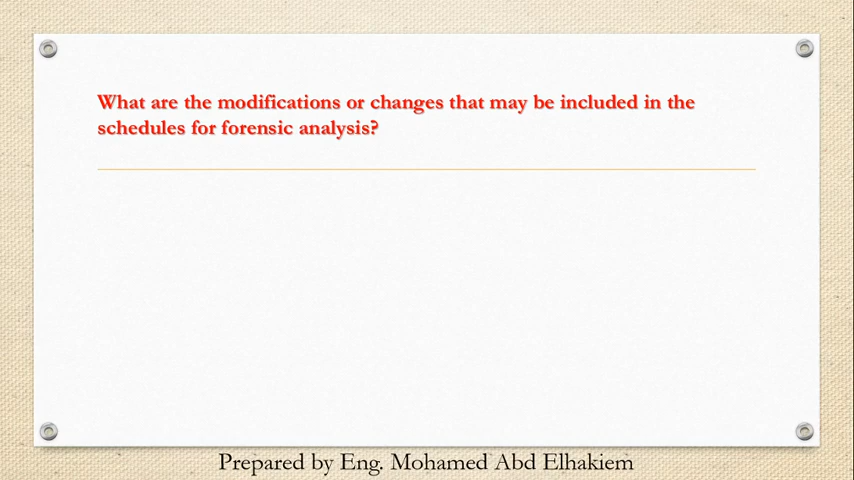 What are the modifications or changes that may be included in the
schedules for forensic analysis?
Prepared by Eng. Mohamed Abd Elhakiem